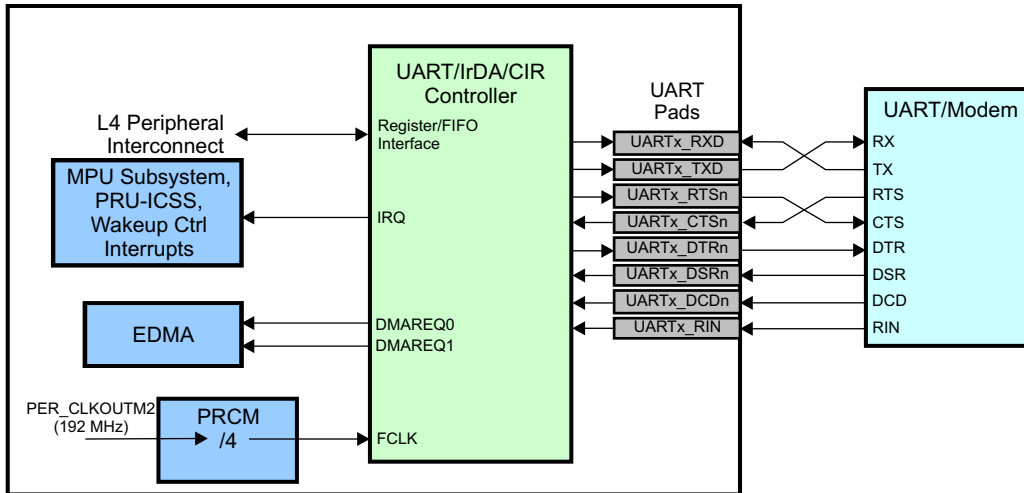 UART/IrDA/CIR
Controller
UART
Pads
UART/Modem
L4 Peripheral
Interconnect
Register/FIFO
Interface
MPU Subsystem,
PRU-ICSS,
Wakeup Ctrl
Interrupts
IRQ
EDMA
DMAREQ0
DMAREQ1
PER_CLKOUTM2
(192 MHz)
PRCM
/4
FCLK
UARTx_RXD
UARTx_TXD
UARTx_RTSn
UARTx_CTSn
UARTx_DTRn
UARTx_DSRn
UARTx_DCDn
UARTx_RIN
RX
TX
RTS
CTS
DTR
DSR
DCD
RIN